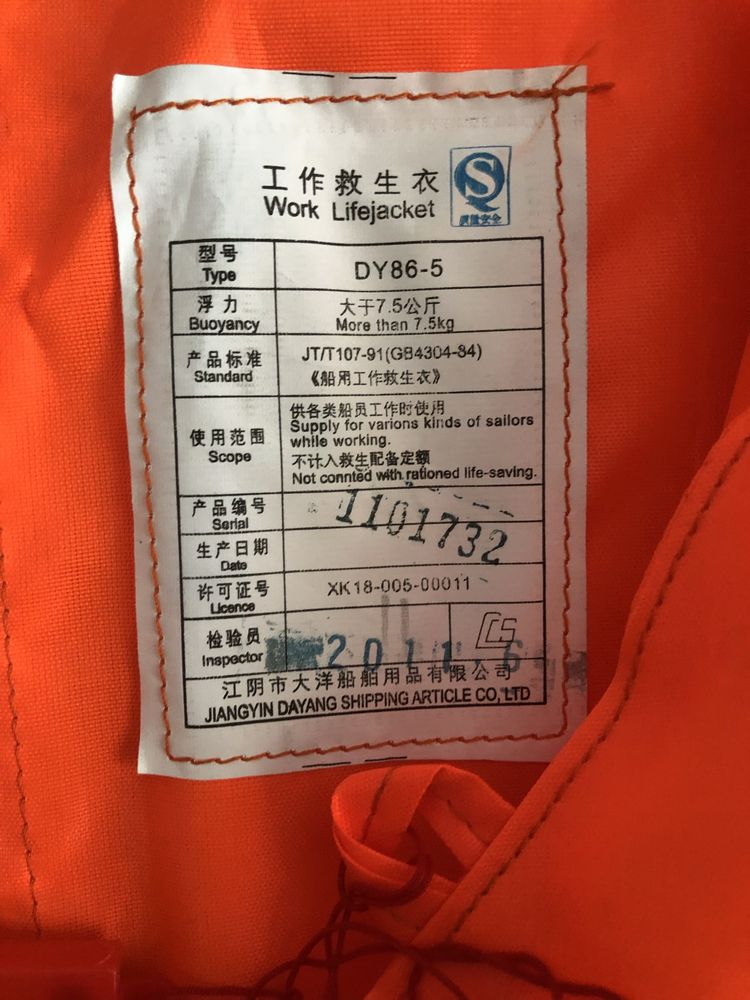 工作救生衣
Work Lifejacket
质量安全
型号
Type
DY86-5
浮力
Buoyancy
大于7.5公斤
More than 7.5kg
产品标准
Standard
JT/T107-91(GB4304-84)
《船用工作救生衣》
使用范围
Scope
供各类船员工作时使用
Supply for varions kinds of sailors
while working.
不计入救生配备定额
Not connted with rationed life-saving.
产品编号
Serial
1101732
生产日期
Date
许可证号
Licence
XK18-005-00011
检验员
Inspector
2011.6
江阴市大洋船舶用品有限公司
JIANGYIN DAYANG SHIPPING ARTICLE CO,LTD